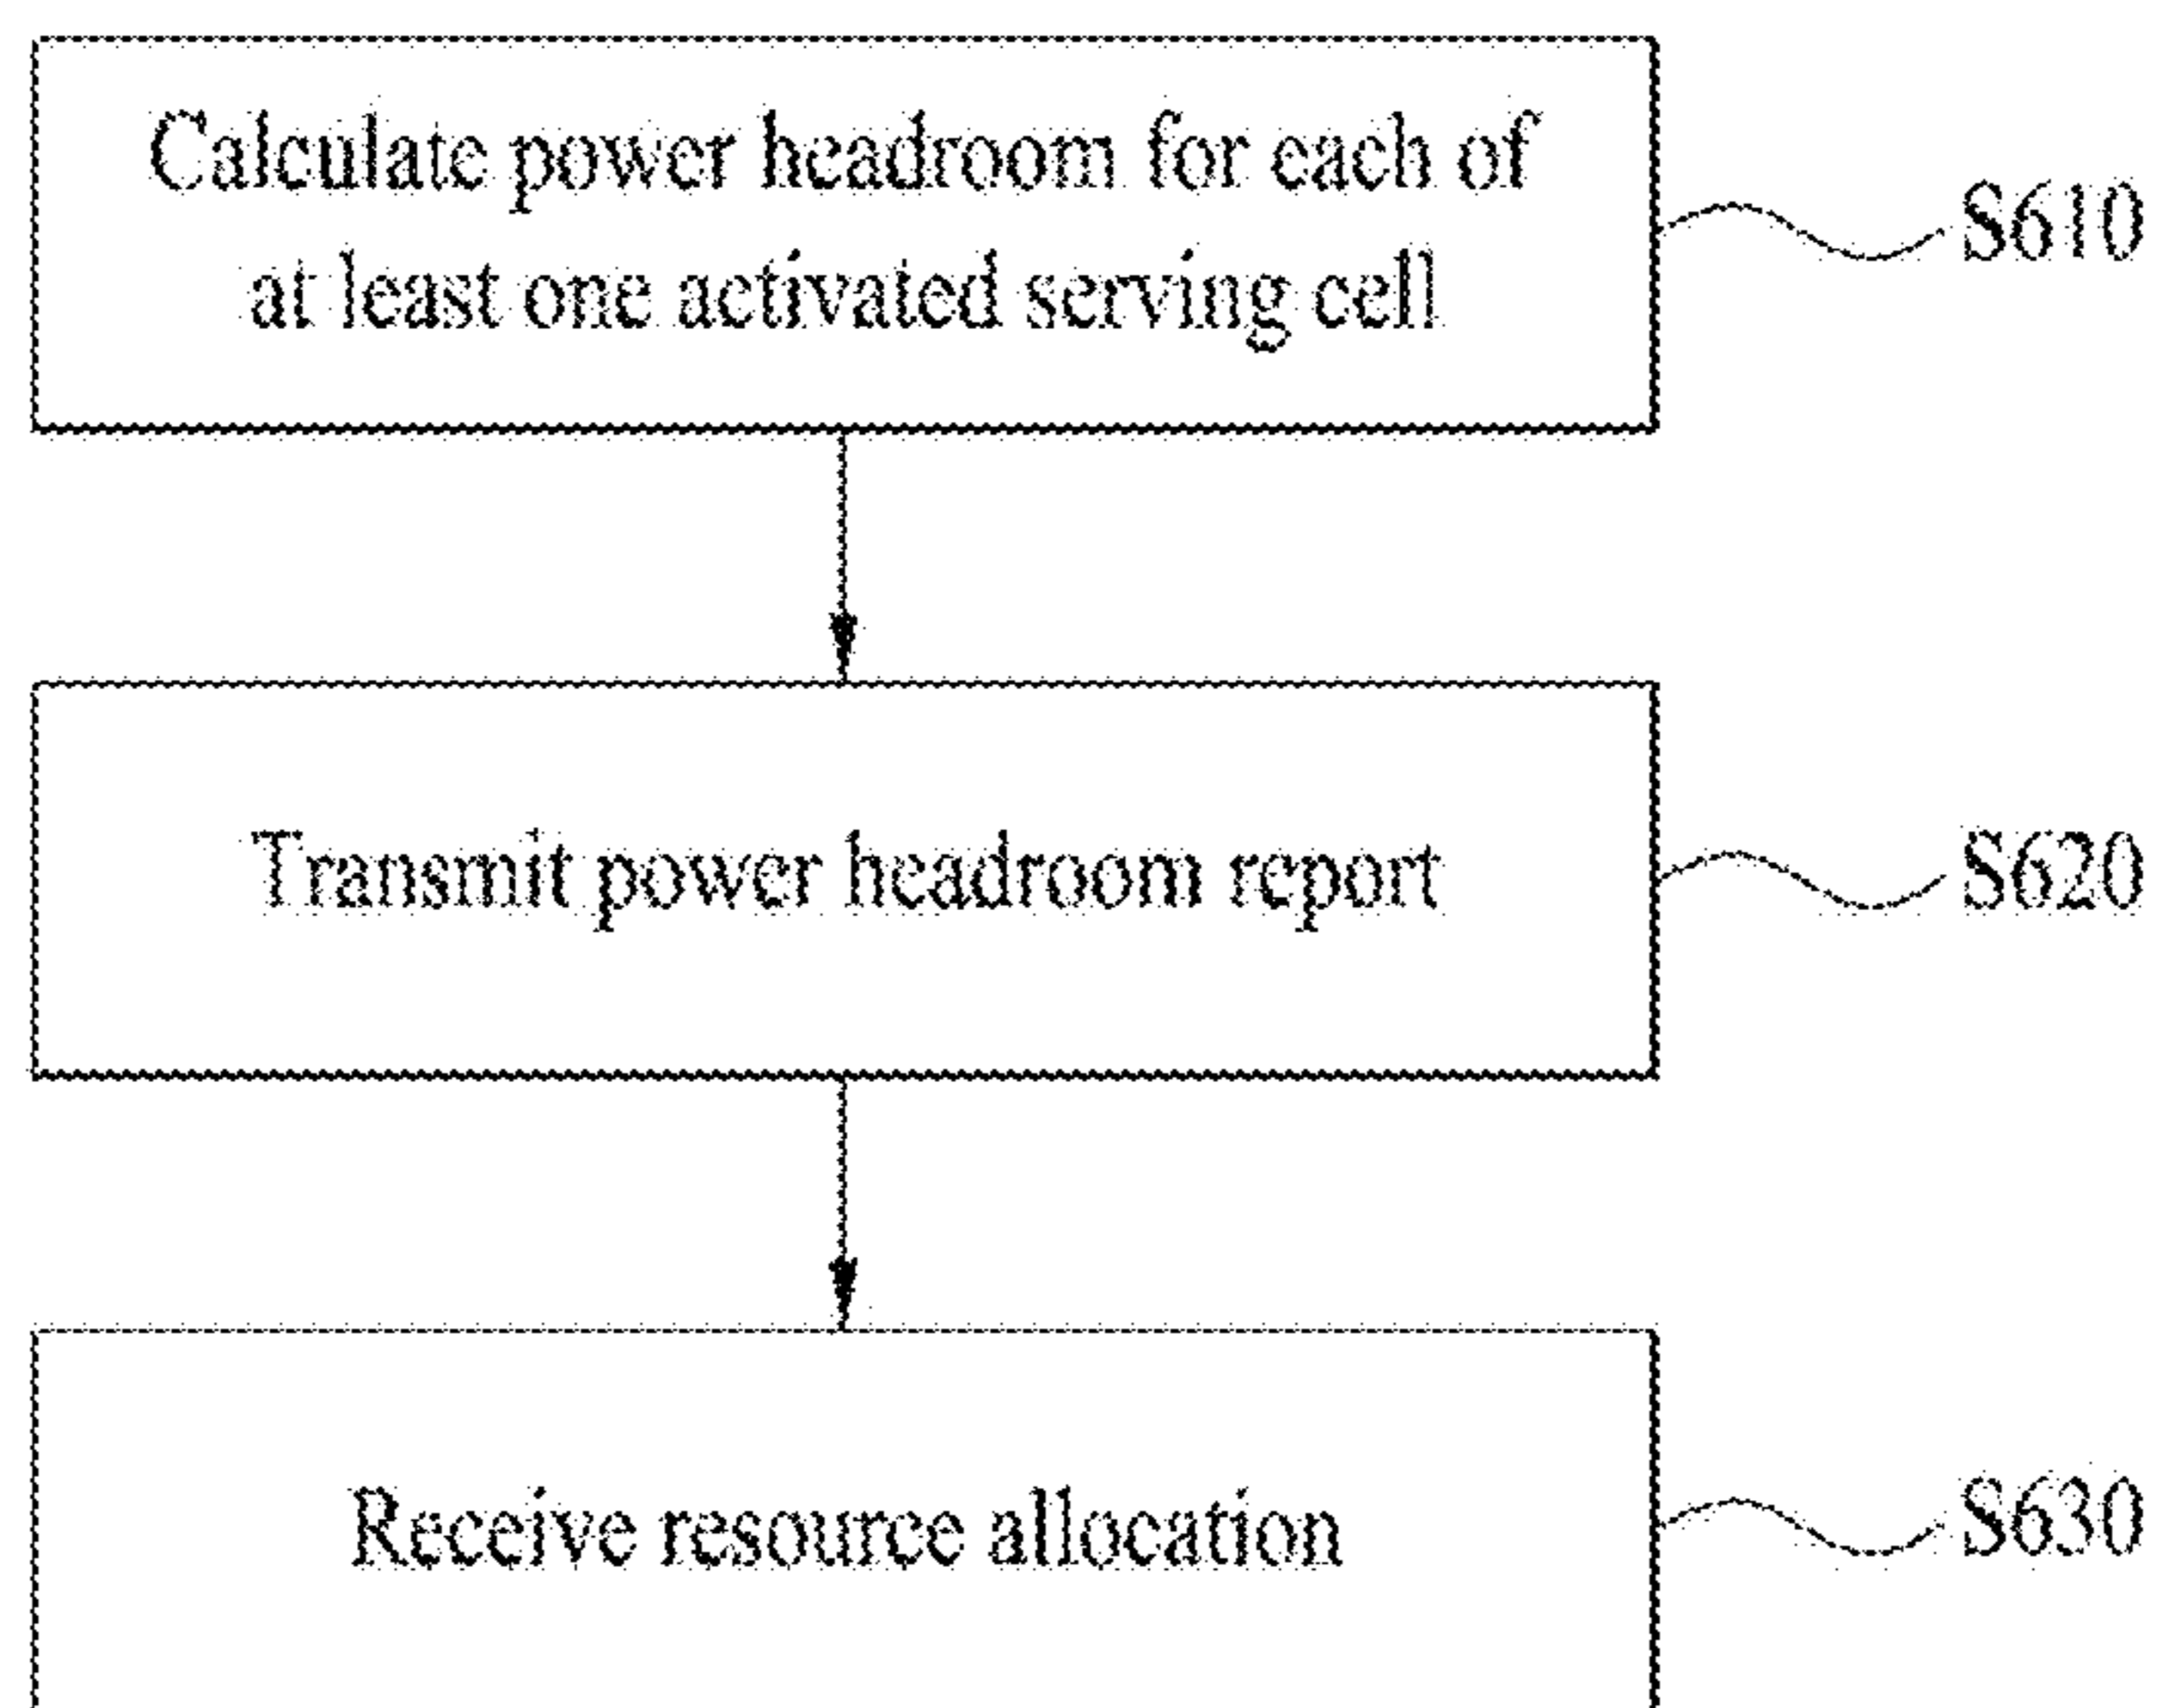 Calculate power headroom for each of
at least one activated serving cell
S610
Transmit power headroom report
S620
Receive resource allocation
S630